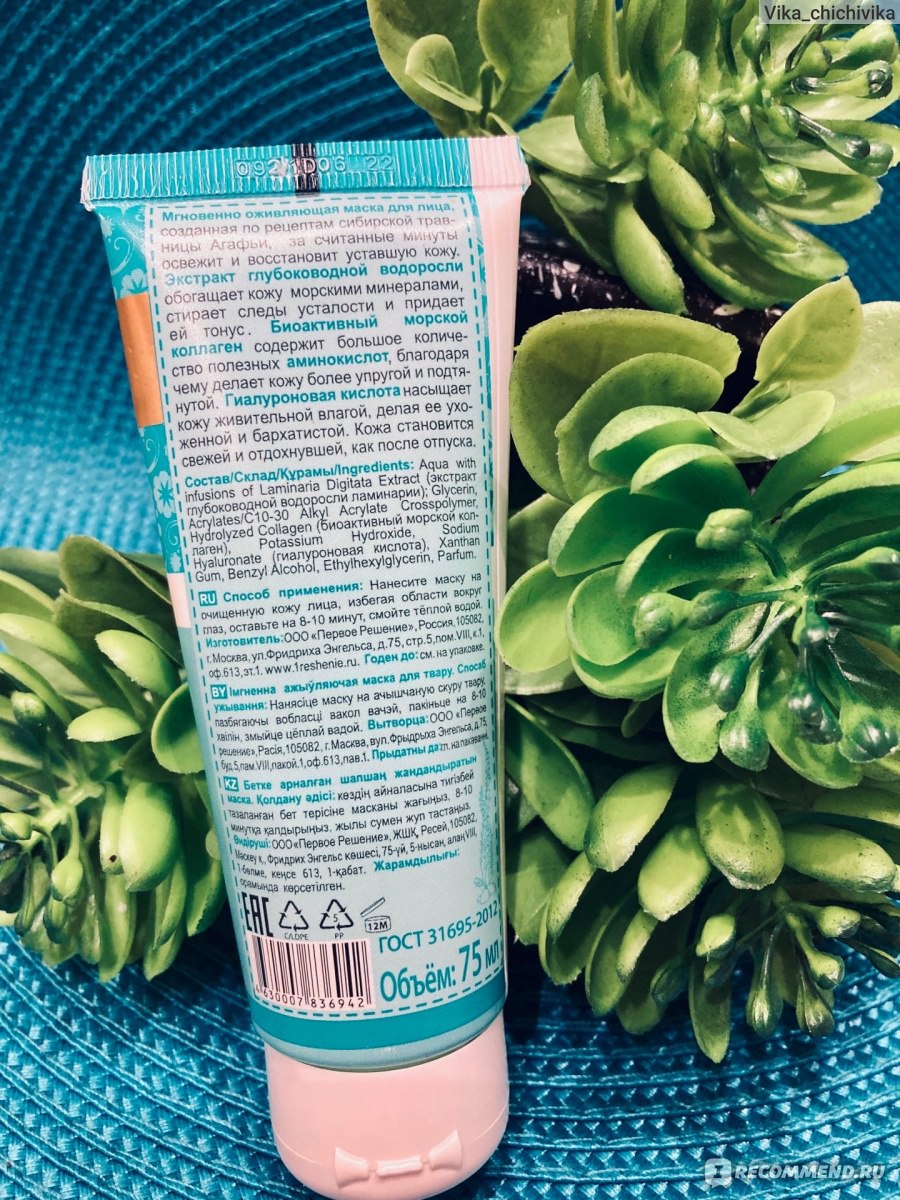 Vika_chichivika
Мгновенно оживляющая маска для лица,
созданная по рецептам сибирской трав-
ницы Агафьи, за считанные минуты
освежит и восстановит уставшую кожу.
Экстракт глубоководной водоросли
обогащает кожу морскими минералами,
стирает следы усталости и придает
ей тонус. Биоактивный морской
коллаген содержит большое количе-
ство полезных аминокислот, благодаря
чему делает кожу более упругой и подтя-
нутой. Гиалуроновая кислота насыщает
кожу живительной влагой, делая ее ухо-
женной и бархатистой. Кожа становится
свежей и отдохнувшей, как после отпуска.
Состав/Склад/Құрамы/Ingredients: Aqua with
infusions of Laminaria Digitata Extract (экстракт
глубоководной водоросли ламинарии); Glycerin,
Acrylates/C10-30 Alkyl Acrylate Crosspolymer,
Hydrolyzed Collagen (биоактивный морской кол-
лаген), Potassium Hydroxide, Sodium
Hyaluronate (гиалуроновая кислота), Xanthan
Gum, Benzyl Alcohol, Ethylhexylglycerin, Parfum.
RU Способ применения: Нанесите маску на
очищенную кожу лица, избегая области вокруг
глаз, оставьте на 8-10 минут, смойте тёплой водой.
Изготовитель: ООО «Первое Решение», Россия, 105082,
г.Москва, ул.Фридриха Энгельса, д.75, стр.5, пом.VIII, к.1,
оф.613, эт.1. www.1reshenie.ru. Годен до: см. на упаковке.
BY Імгненна ажыўляючая маска для твару. Спосаб
ужывання: Нанясіце маску на ачышчаную скуру твару,
пазбягаючы вобласці вакол вачэй, пакіньце на 8-10
хвілін, змыйце цёплай вадой. Вытворца: ООО «Первое
решение», Расія, 105082, г.Москва, вул.Фрыдыха Энгельса, д.75,
буд.5, пам.VIII, пакой.1, оф.613, пав.1. Прыдатны да: гл. на пакаванні.
KZ Бетке арналған шапшаң жандандыратын
маска. Қолдану әдісі: көздің айналасына тигізбей
тазаланған бет терісіне масканы жағыңыз, 8-10
минутқа қалдырыңыз, жылы сумен жуп тастаңыз.
Өндіруші: ООО «Первое Решение», ЖШҚ, Ресей, 105082,
Маскеу қ., Фридрих Энгельс көшесі, 75-үй, 5-нысан, алаң VIII,
1-бөлме, кеңсе 613, 1-қабат. Жарамдылығы:
орамында көрсетілген.
EAC
C/LDPE
5
PP
12M
ГОСТ 31695-2012
4 630007 836942
Объём: 75 мл
RECOMMEND.RU